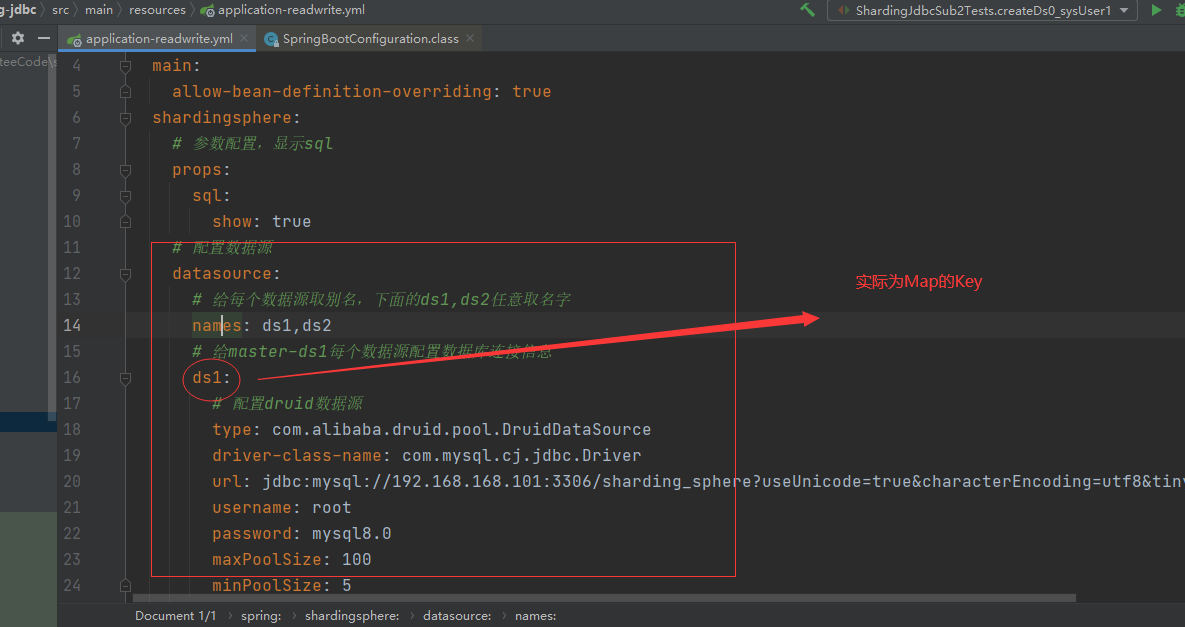 g-jdbc src main resources application-readwrite.yml ShardingJdbcSub2Tests.createDs0_sysUser1
application-readwrite.yml SpringBootConfiguration.class
teeCode\s
4 main:
5 allow-bean-definition-overriding: true
6 shardingsphere:
7 # 参数配置，显示sql
8 props:
9 sql:
10 show: true
11 # 配置数据源
12 datasource:
实际为Map的Key
13 # 给每个数据源取别名，下面的ds1,ds2任意取名字
14 names: ds1,ds2
15 # 给master-ds1每个数据源配置数据库连接信息
16 ds1:
17 # 配置druid数据源
18 type: com.alibaba.druid.pool.DruidDataSource
19 driver-class-name: com.mysql.cj.jdbc.Driver
20 url: jdbc:mysql://192.168.168.101:3306/sharding_sphere?useUnicode=true&characterEncoding=utf8&tiny
21 username: root
22 password: mysql8.0
23 maxPoolSize: 100
24 minPoolSize: 5
Document 1/1 spring: shardingsphere: datasource: names: